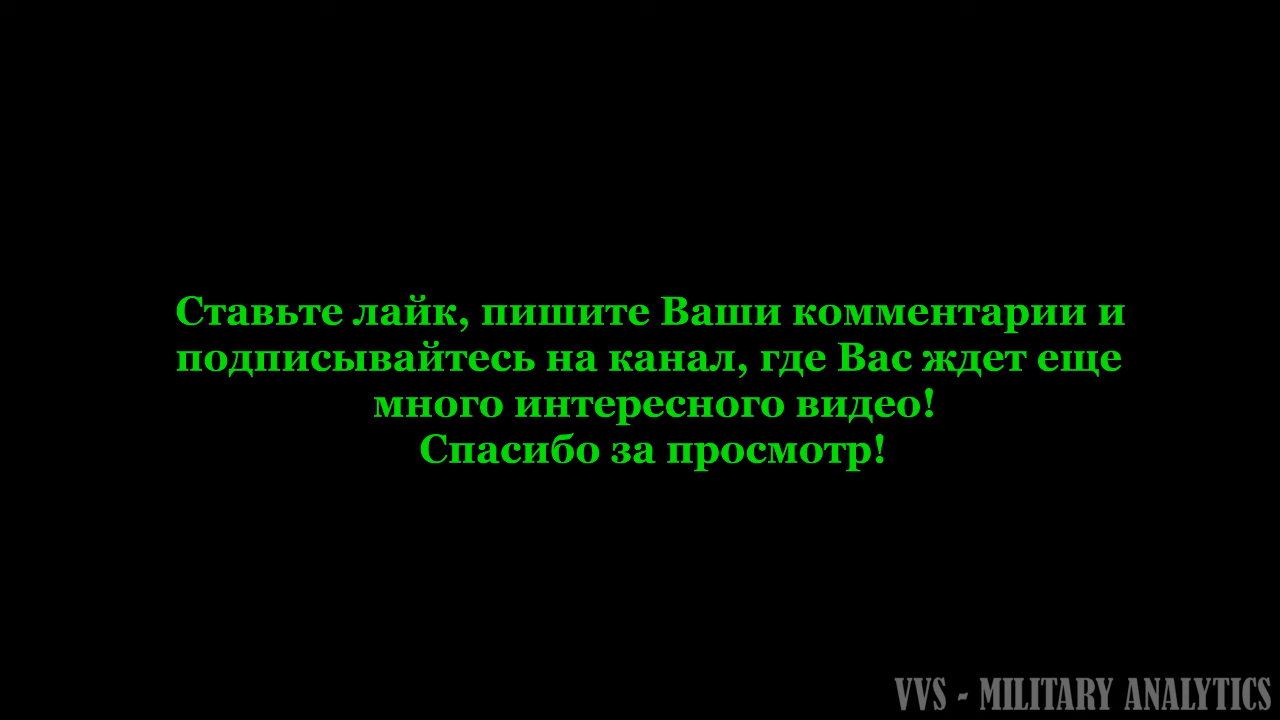 Ставьте лайк, пишите Ваши комментарии и
подписывайтесь на канал, где Вас ждет еще
много интересного видео!
Спасибо за просмотр!
VVS - MILITARY ANALYTICS